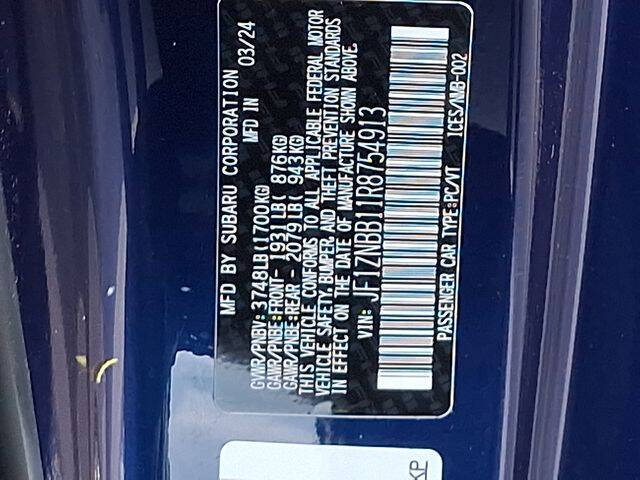 MFD BY SUBARU CORPORATION 03/24
MFD IN
GVWR/PNBV:3748LB(1700KG)
GAWR/PNBE:FRONT- 1931LB( 876KG)
GAWR/PNBE:REAR - 2079LB( 943KG)
THIS VEHICLE CONFORMS TO ALL APPLICABLE FEDERAL MOTOR
VEHICLE SAFETY, BUMPER, AND THEFT PREVENTION STANDARDS
IN EFFECT ON THE DATE OF MANUFACTURE SHOWN ABOVE.
VIN: JF1ZNBB11R8754913
PASSENGER CAR TYPE:PC/VT ICES/NMB-002
KP